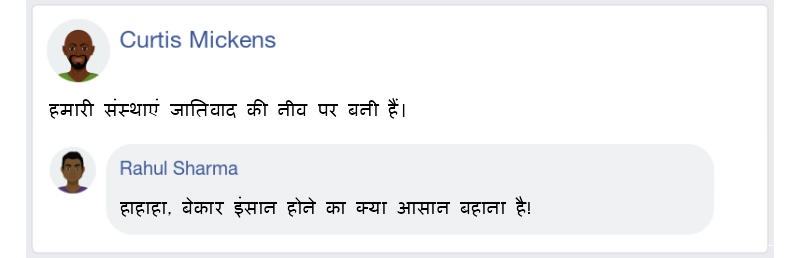 Curtis Mickens
हमारी संस्थाएं जातिवाद की नीव पर बनी हैं।
Rahul Sharma
हाहाहा, बेकार इंसान होने का क्या आसान बहाना है!